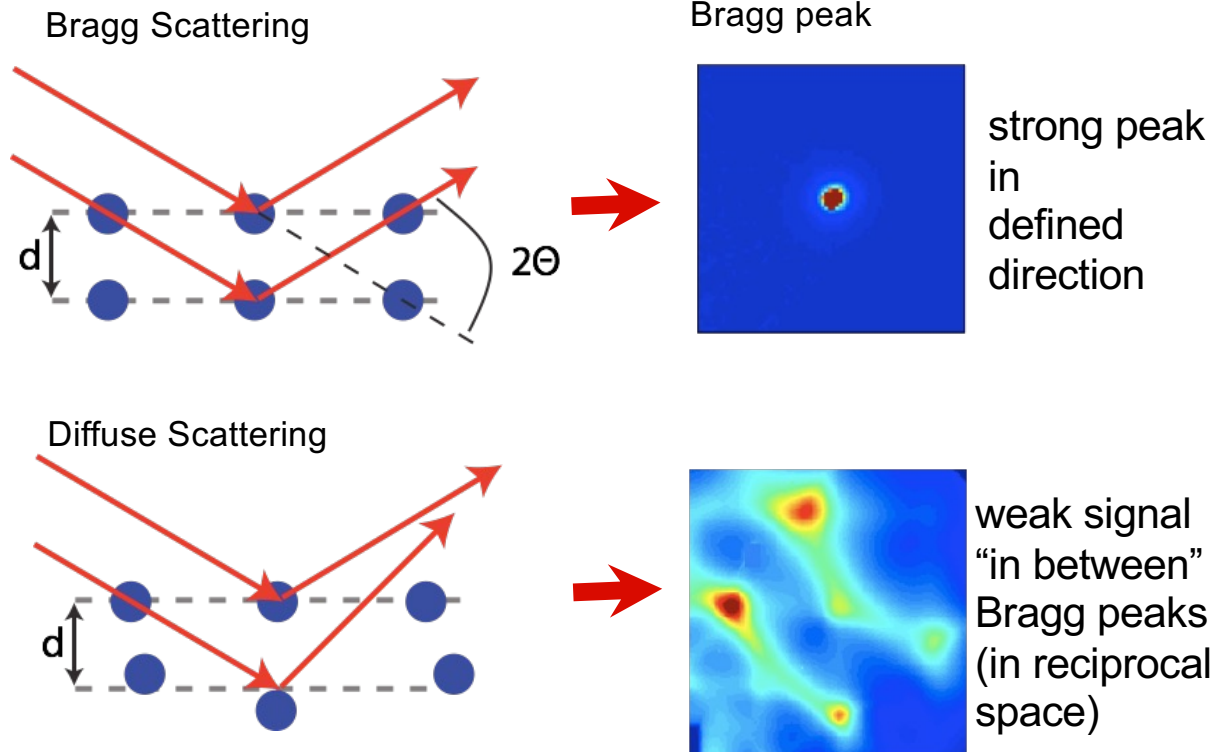 Bragg Scattering
Bragg peak
d
2Θ
strong peak
in
defined
direction
Diffuse Scattering
d
weak signal
“in between”
Bragg peaks
(in reciprocal
space)